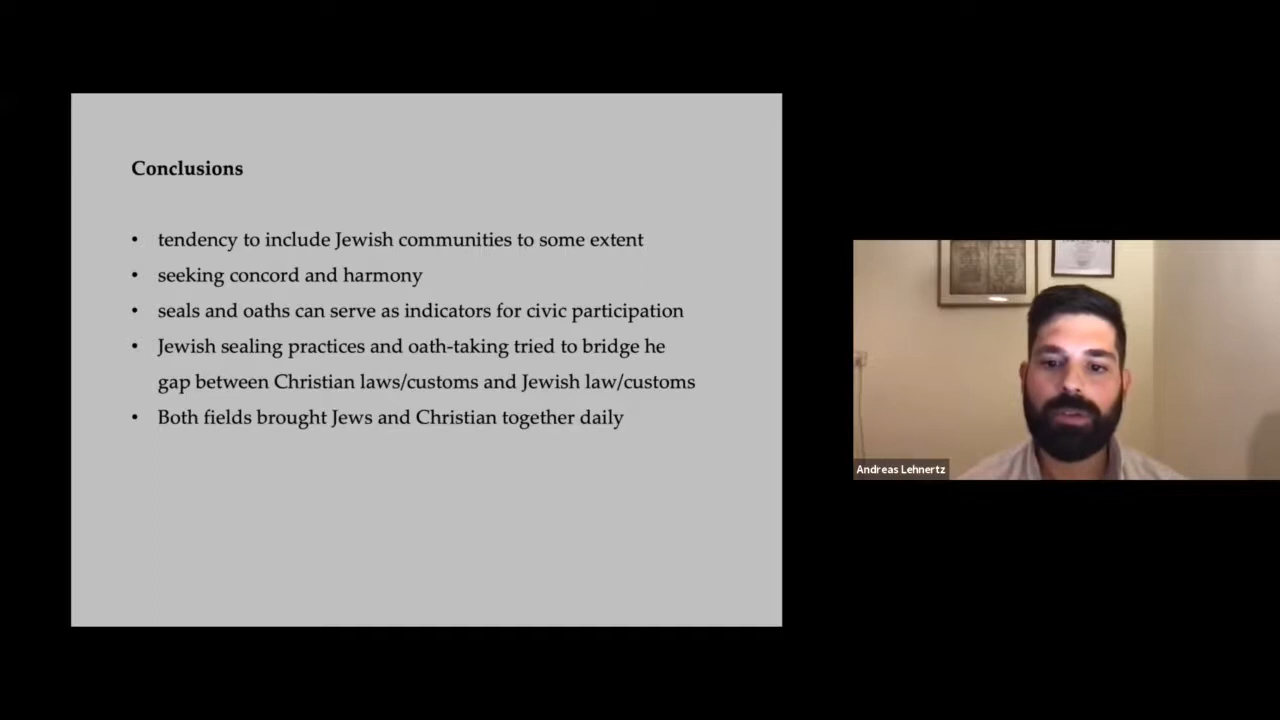 Conclusions
• tendency to include Jewish communities to some extent
• seeking concord and harmony
• seals and oaths can serve as indicators for civic participation
• Jewish sealing practices and oath-taking tried to bridge he
gap between Christian laws/customs and Jewish law/customs
• Both fields brought Jews and Christian together daily
Andreas Lehnertz